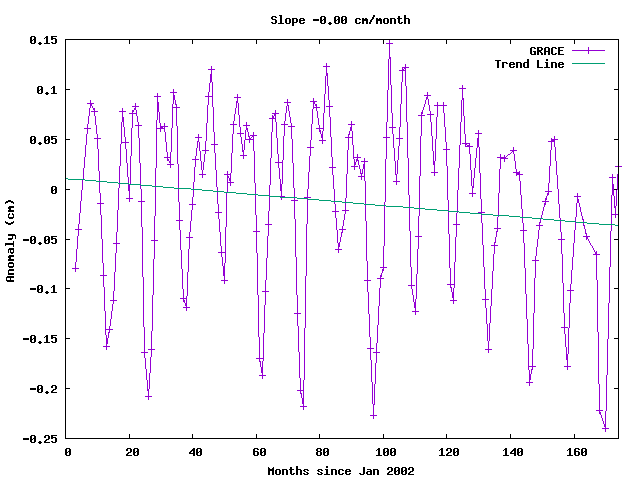 Slope -0.00 cm/month
0.15
GRACE
Trend Line
0.1
0.05
0
-0.05
-0.1
-0.15
-0.2
-0.25
Anomaly (cm)
0 20 40 60 80 100 120 140 160
Months since Jan 2002